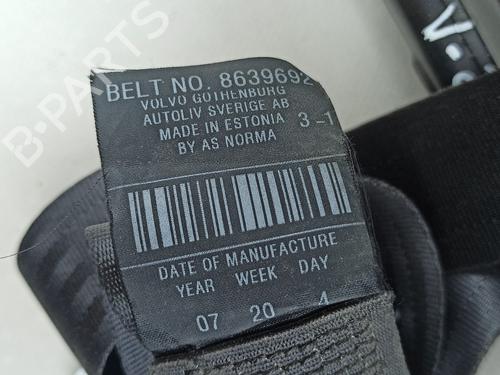 BELT NO. 8639692
VOLVO GOTHENBURG
AUTOLIV SVERIGE AB
MADE IN ESTONIA 3-1
BY AS NORMA
DATE OF MANUFACTURE
YEAR WEEK DAY
07 20 4
B-PARTS